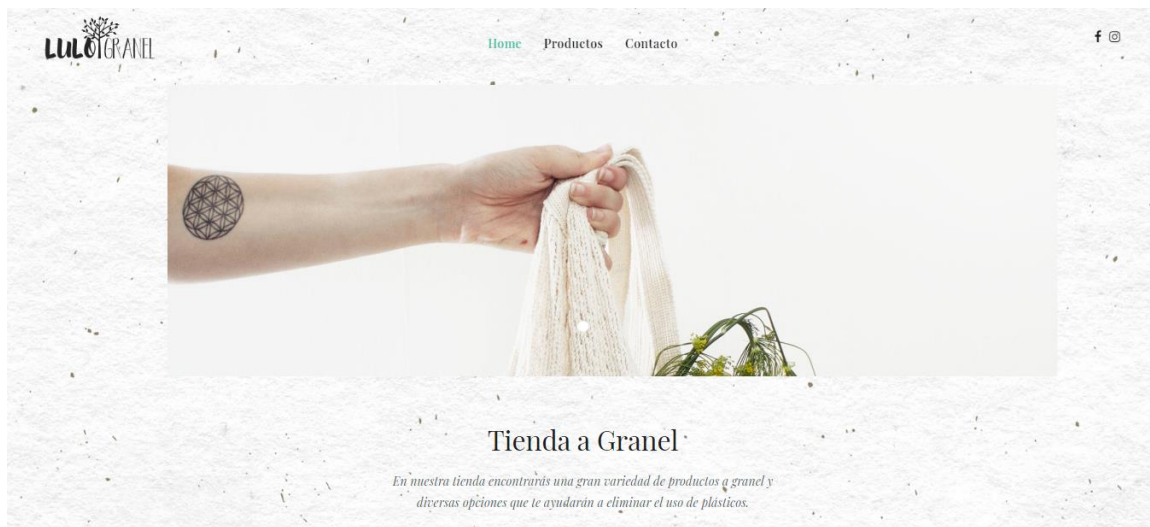 LULO GRANEL
Home Productos Contacto
Tienda a Granel
En nuestra tienda encontrarás una gran variedad de productos a granel y
diversas opciones que te ayudarán a eliminar el uso de plásticos.